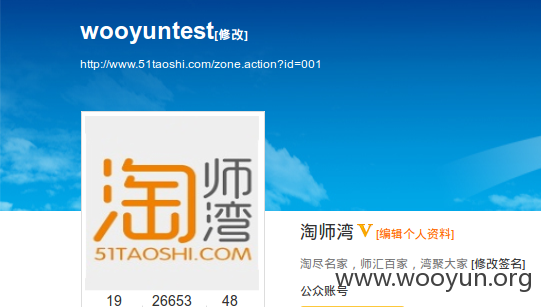 wooyuntest[修改]
http://www.51taoshi.com/zone.action?id=001
淘师湾
51TAOSHI.COM
淘师湾 V [编辑个人资料]
淘尽名家，师汇百家，湾聚大家 [修改签名]
www.wooyun.org
公众账号
19 26653 48